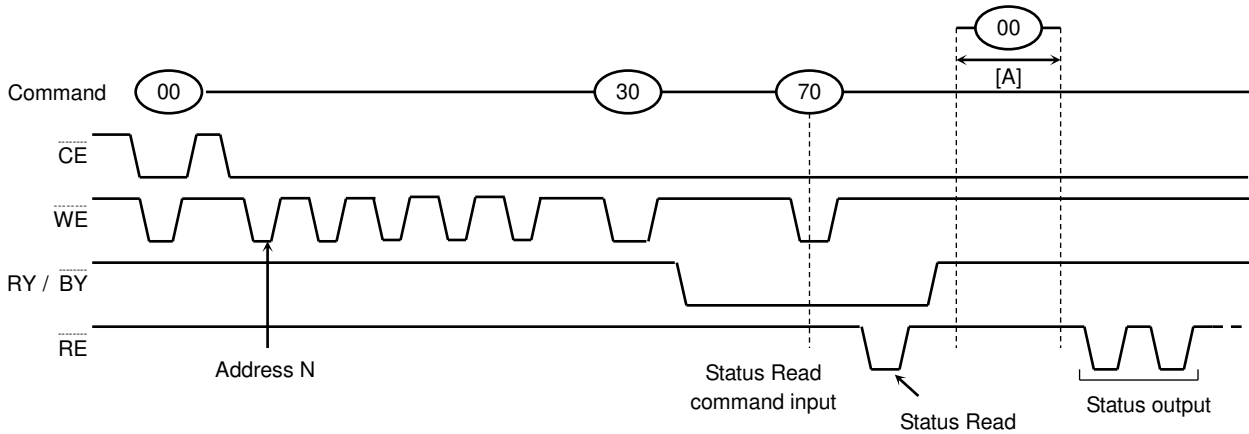 00
[A]
Command 00 30 70
CE
WE
RY / BY
RE
Address N
Status Read
command input
Status Read
Status output